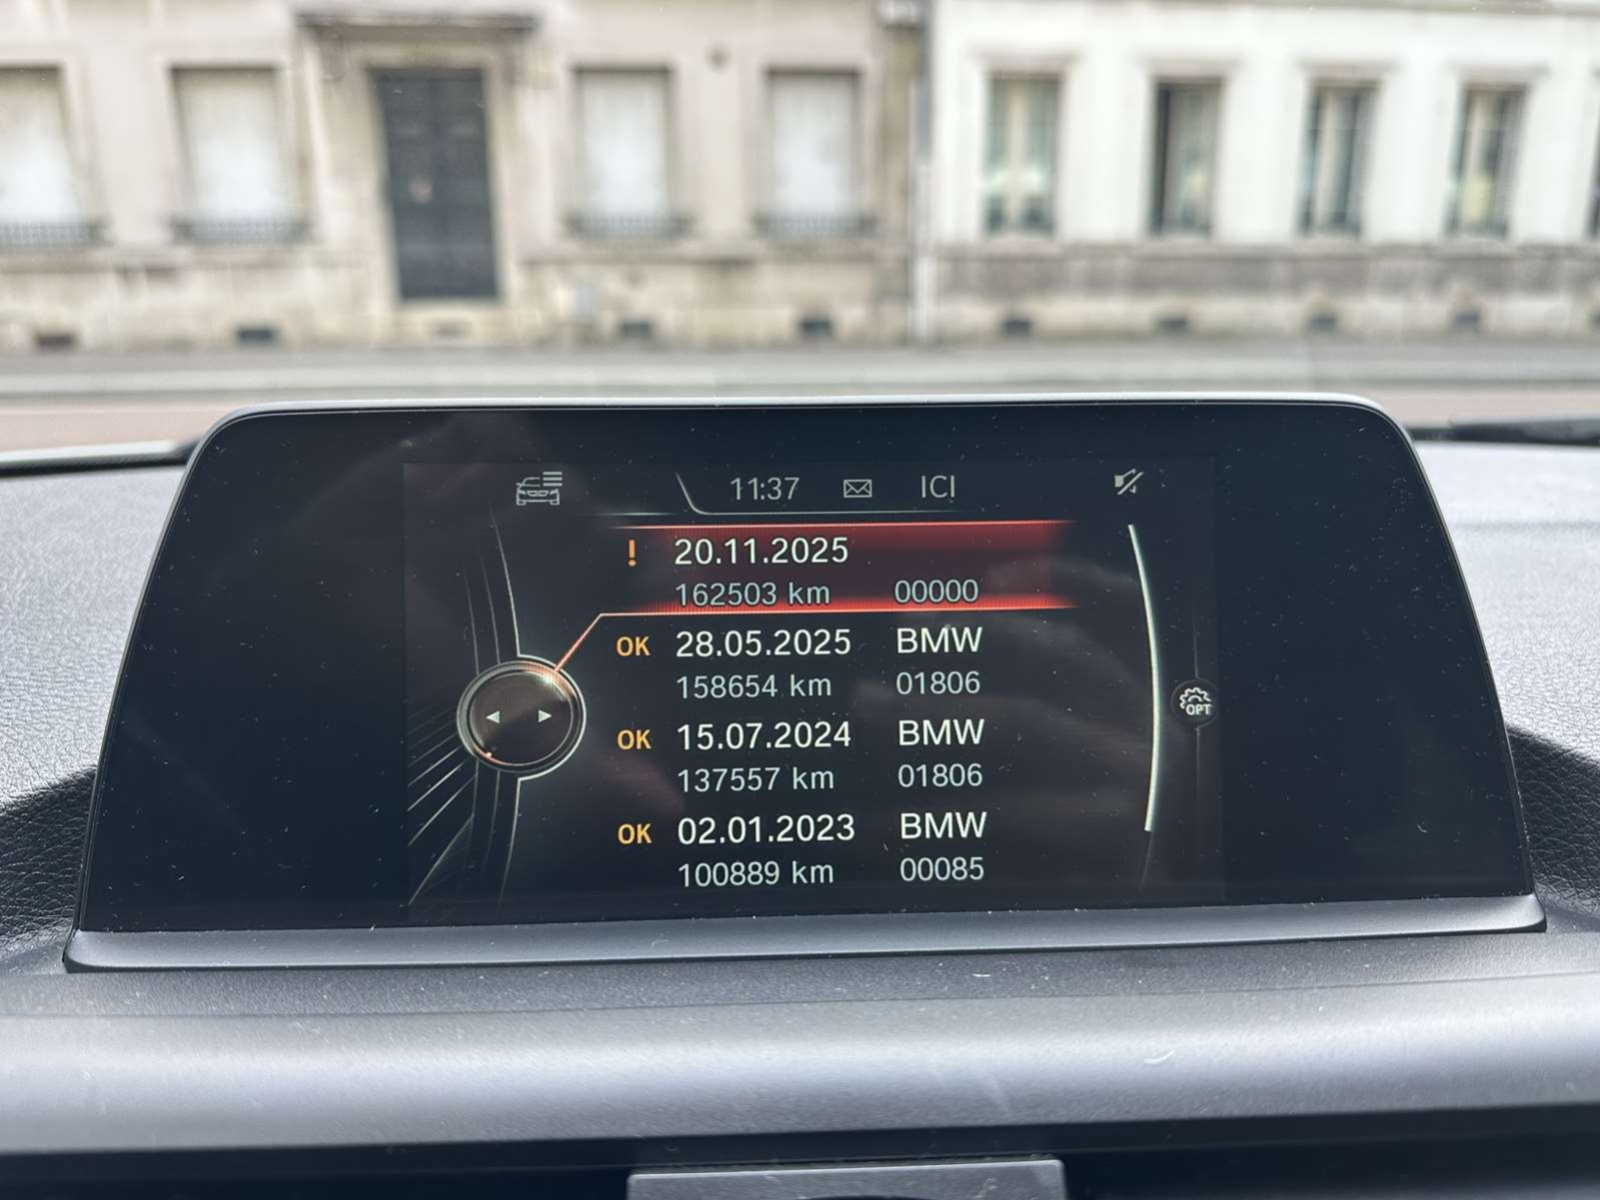 11:37 ICI
! 20.11.2025
162503 km 00000
OK 28.05.2025 BMW
158654 km 01806
OK 15.07.2024 BMW
137557 km 01806
OK 02.01.2023 BMW
100889 km 00085
OPT